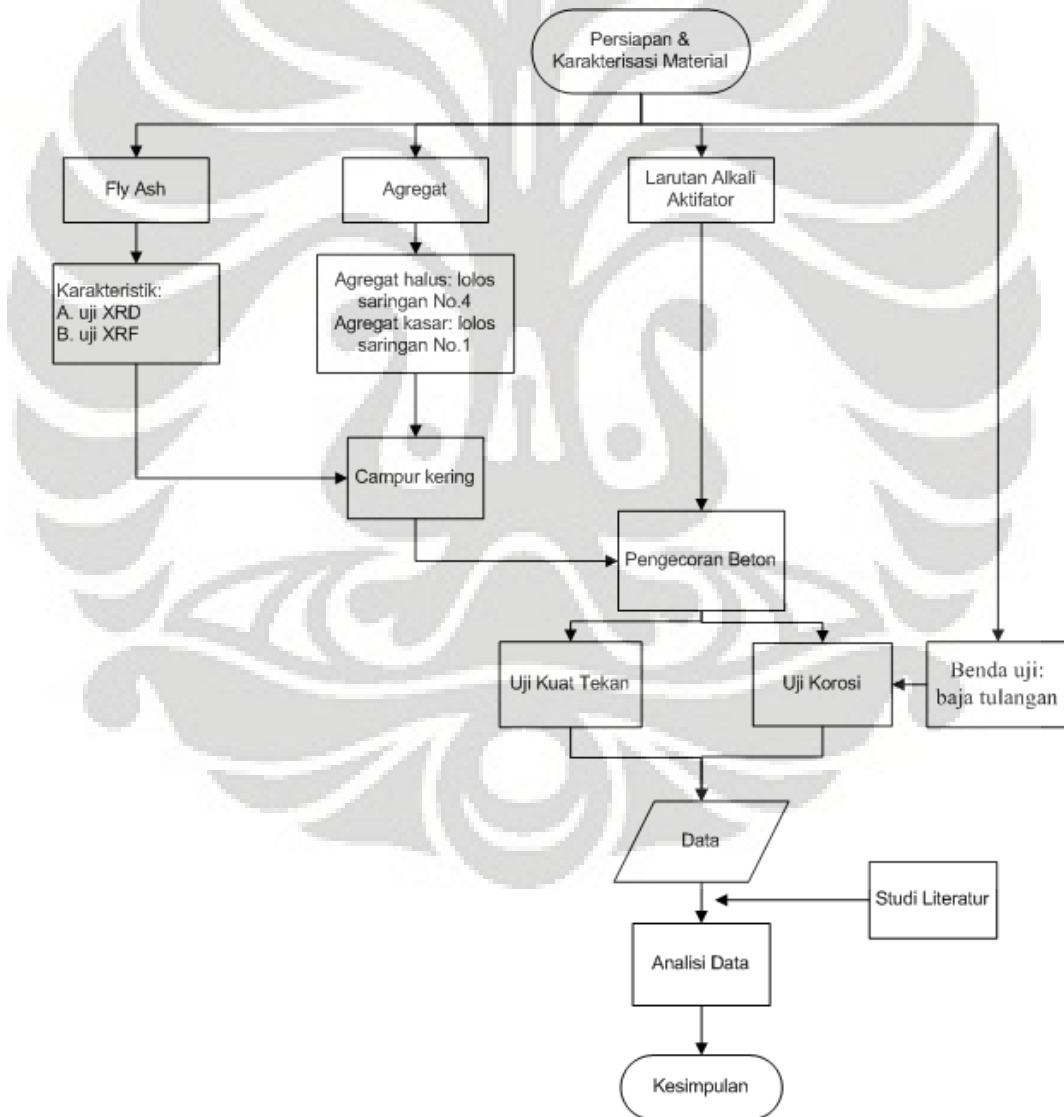 Persiapan &
Karakterisasi Material
Fly Ash
Agregat
Larutan Alkali
Aktifator
Karakteristik:
A. uji XRD
B. uji XRF
Agregat halus: lolos
saringan No.4
Agregat kasar: lolos
saringan No.1
Campur kering
Pengecoran Beton
Uji Kuat Tekan
Uji Korosi
Benda uji:
baja tulangan
Data
Studi Literatur
Analisi Data
Kesimpulan